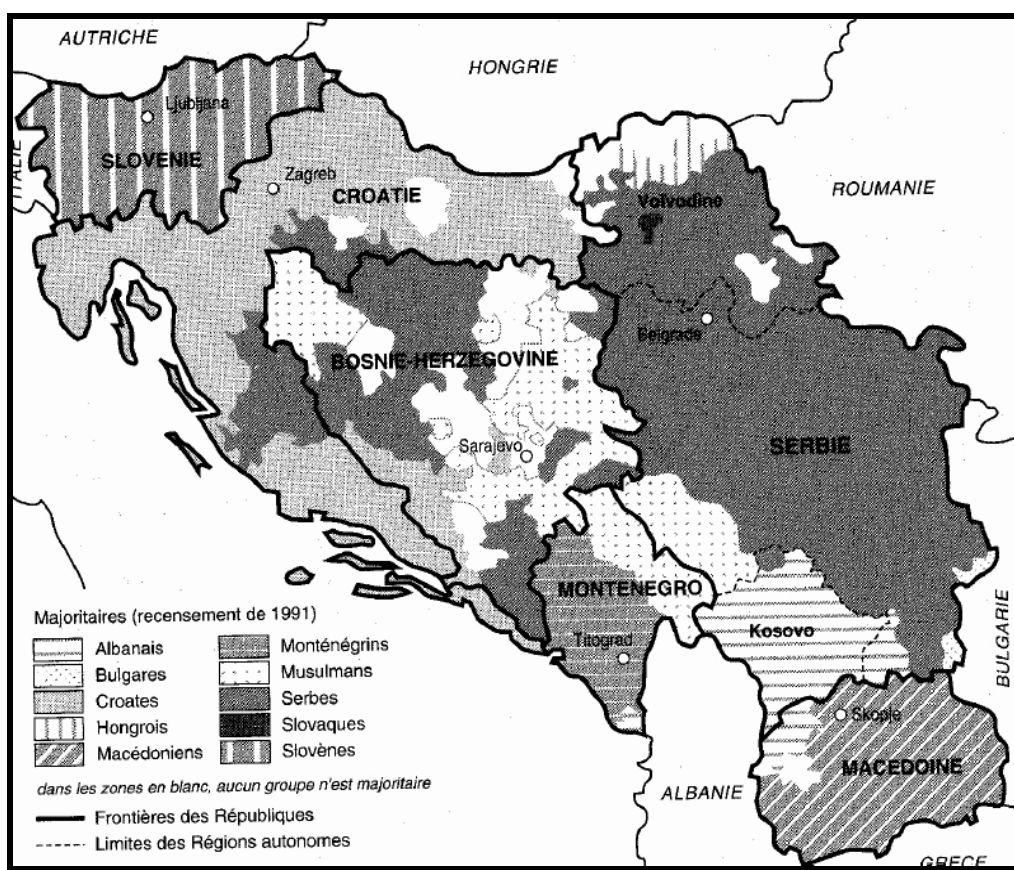 AUTRICHE
HONGRIE
ITALIE
Ljubljana
SLOVENIE
Zagreb
CROATIE
ROUMANIE
Voïvodine
Belgrade
BOSNIE-HERZEGOVINE
Sarajevo
SERBIE
MONTENEGRO
Titograd
Kosovo
BULGARIE
Skopje
MACEDOINE
ALBANIE
GRECE
Majoritaires (recensement de 1991)
Albanais
Bulgares
Croates
Hongrois
Macédoniens
Monténégrins
Musulmans
Serbes
Slovaques
Slovènes
dans les zones en blanc, aucun groupe n'est majoritaire
Frontières des Républiques
Limites des Régions autonomes